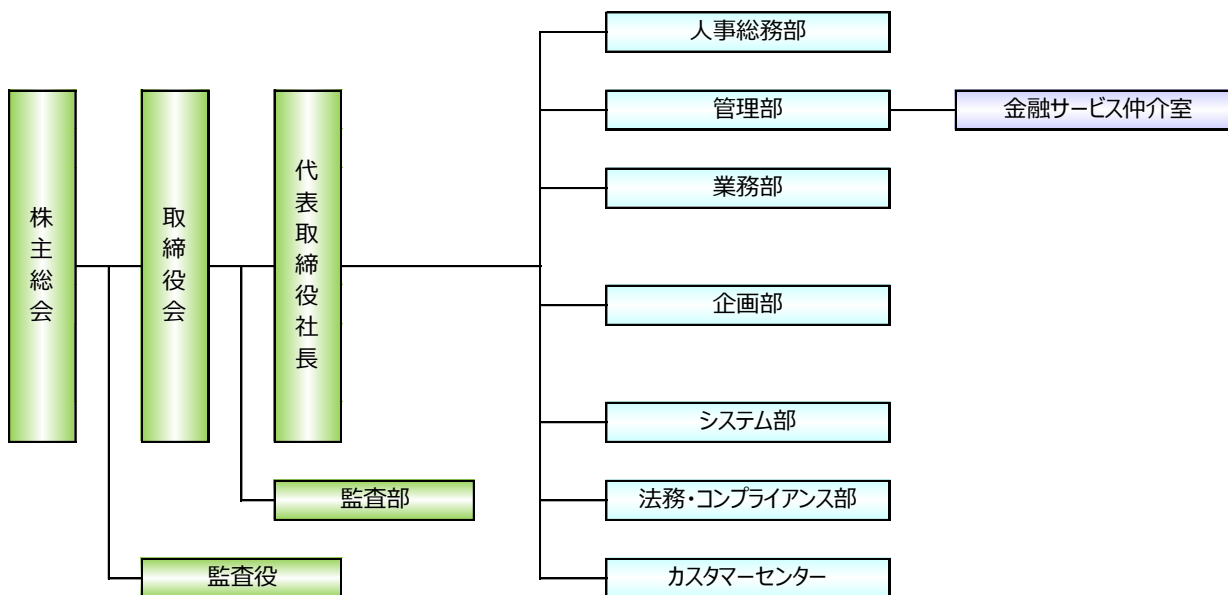 株主総会
取締役会
代表取締役社長
監査部
監査役
人事総務部
管理部
金融サービス仲介室
業務部
企画部
システム部
法務・コンプライアンス部
カスタマーセンター